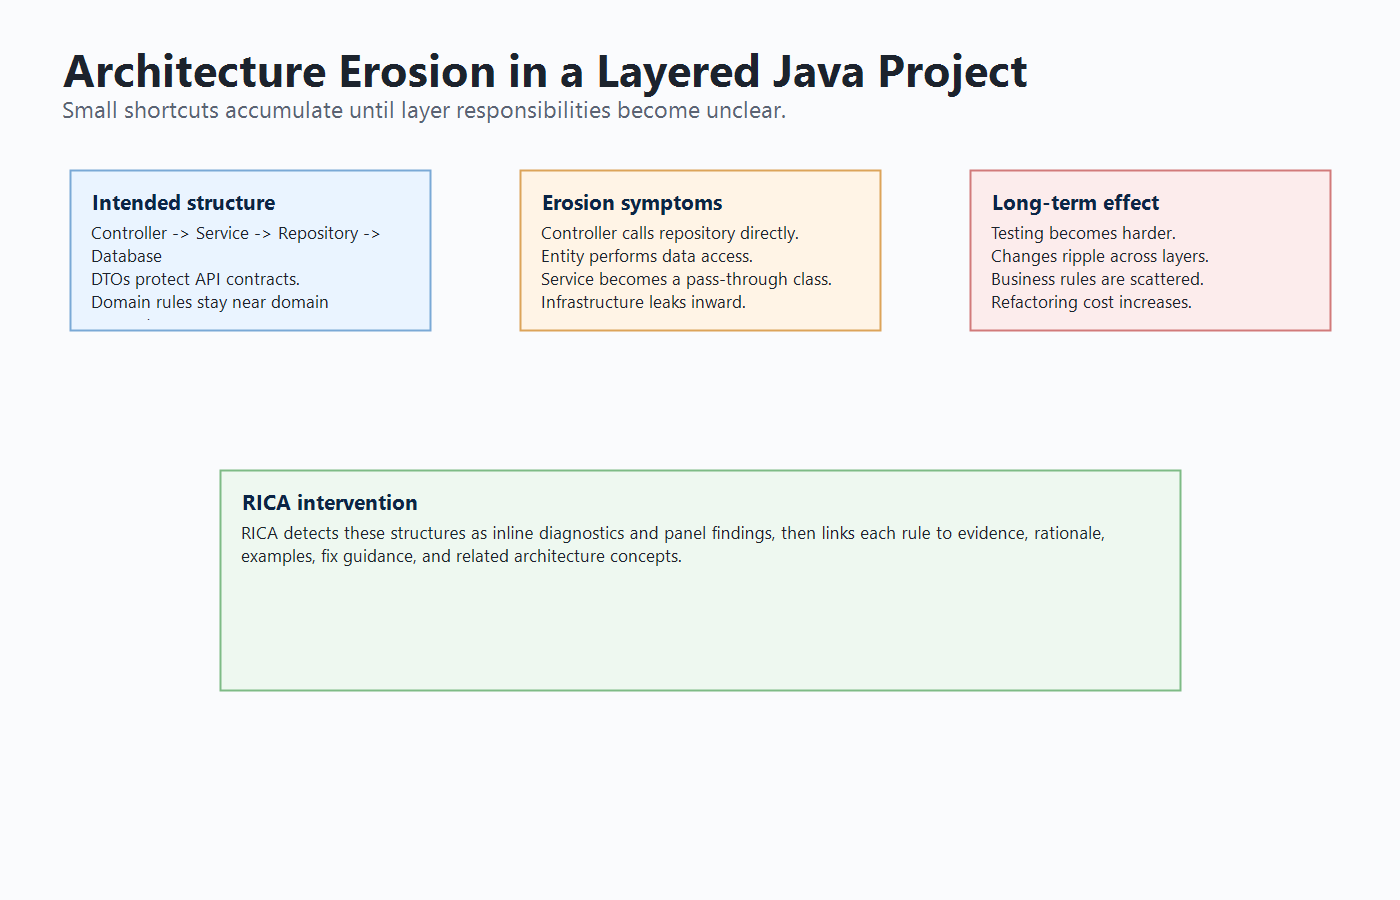 Architecture Erosion in a Layered Java Project
Small shortcuts accumulate until layer responsibilities become unclear.
Intended structure
Controller -> Service -> Repository ->
Database
DTOs protect API contracts.
Domain rules stay near domain
Erosion symptoms
Controller calls repository directly.
Entity performs data access.
Service becomes a pass-through class.
Infrastructure leaks inward.
Long-term effect
Testing becomes harder.
Changes ripple across layers.
Business rules are scattered.
Refactoring cost increases.
RICA intervention
RICA detects these structures as inline diagnostics and panel findings, then links each rule to evidence, rationale,
examples, fix guidance, and related architecture concepts.